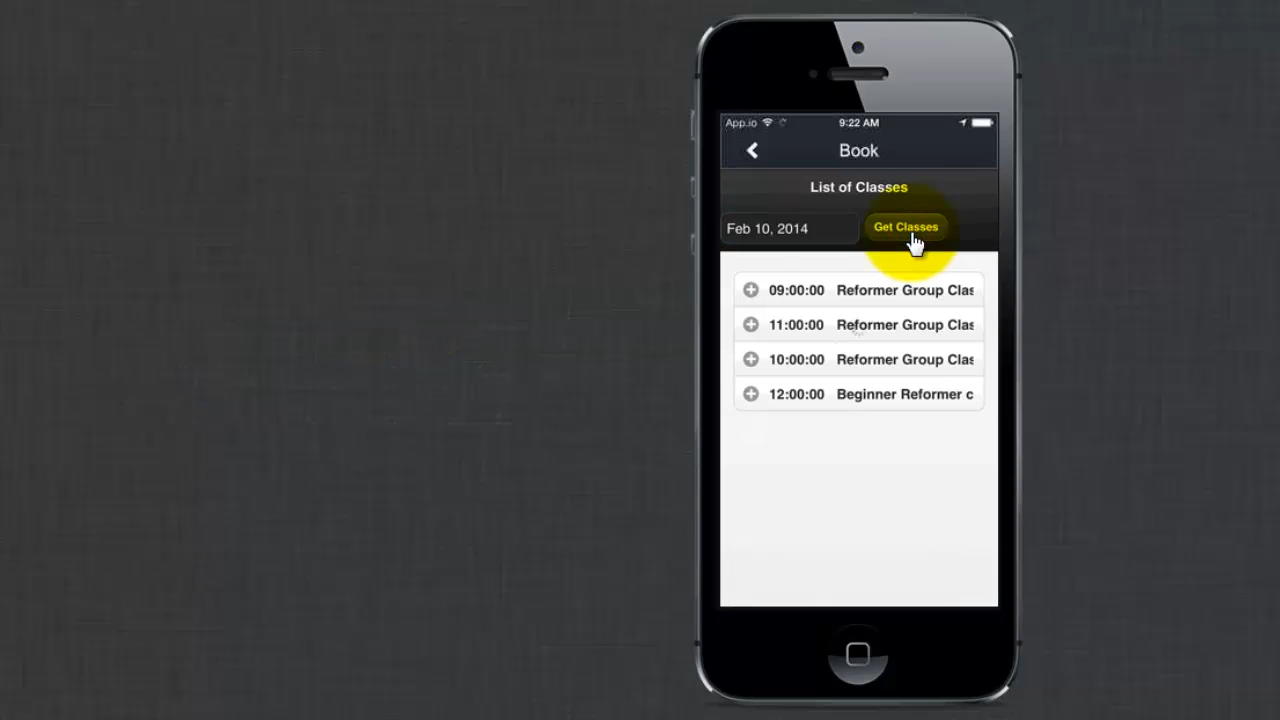 App.io 9:22 AM
Book
List of Classes
Feb 10, 2014 Get Classes
09:00:00 Reformer Group Clas
11:00:00 Reformer Group Clas
10:00:00 Reformer Group Clas
12:00:00 Beginner Reformer c